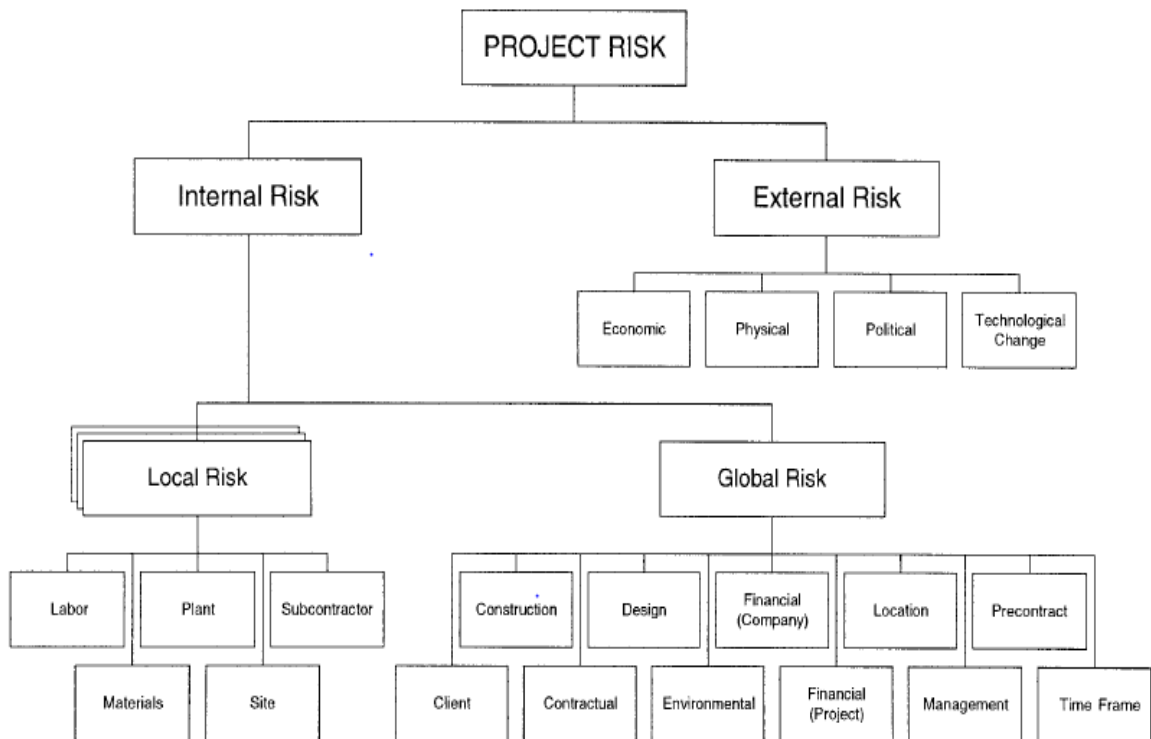 PROJECT RISK
Internal Risk
External Risk
Economic
Physical
Political
Technological
Change
Local Risk
Global Risk
Labor
Plant
Subcontractor
Construction
Design
Financial
(Company)
Location
Precontract
Materials
Site
Client
Contractual
Environmental
Financial
(Project)
Management
Time Frame